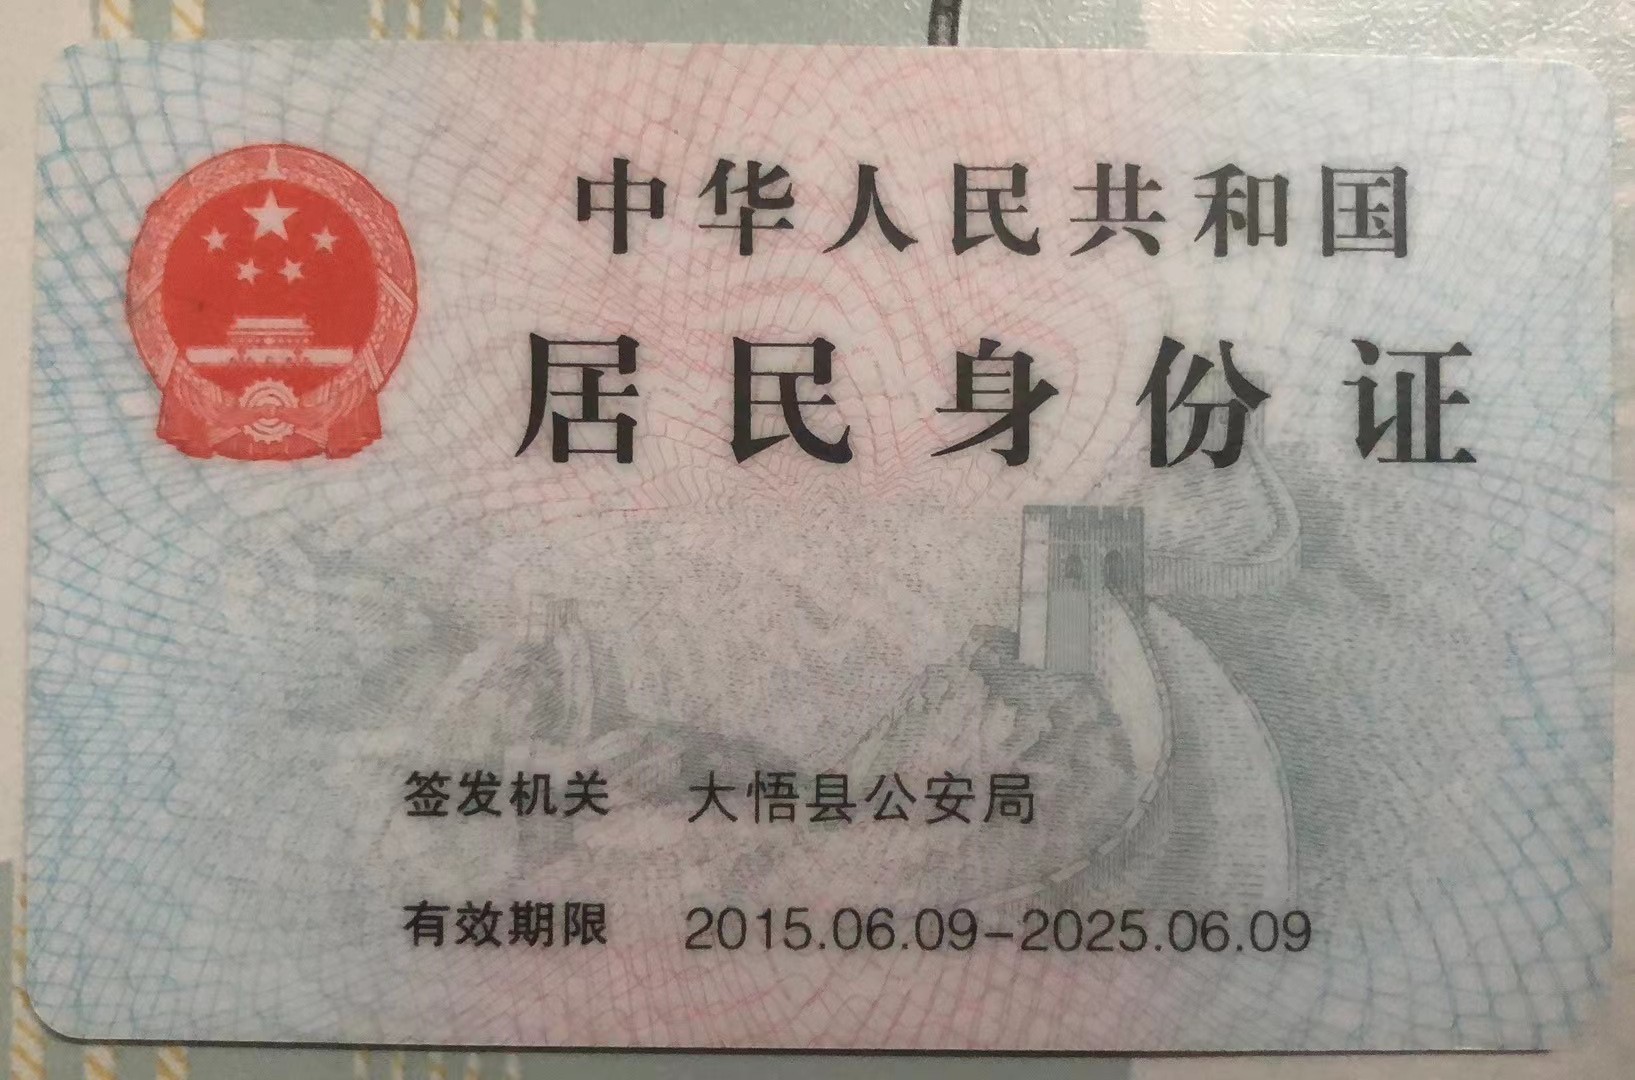 中华人民共和国
居民身份证
签发机关 大悟县公安局
有效期限 2015.06.09-2025.06.09